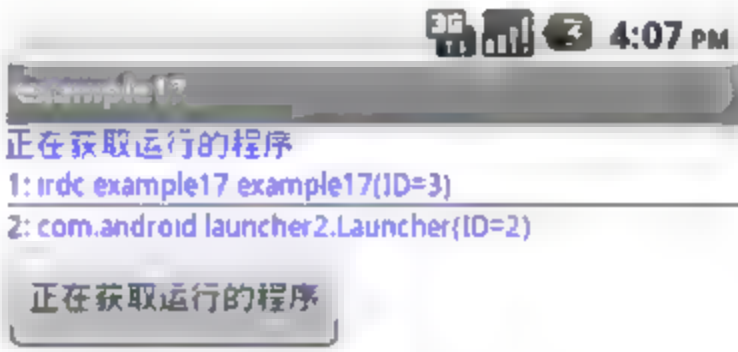 3G 4:07 PM
example17
正在获取运行的程序
1: irdc example17 example17(ID=3)
2: com.android launcher2.Launcher(ID=2)
正在获取运行的程序